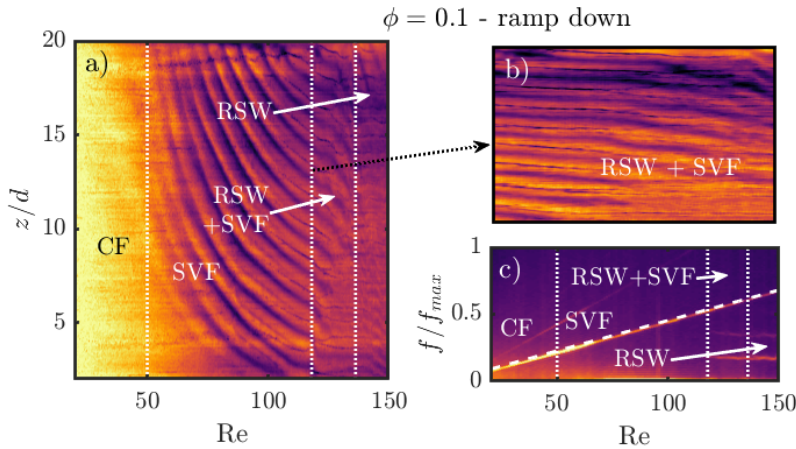 ϕ = 0.1 - ramp down
a)
20
15
10
5
z/d
CF
SVF
RSW
RSW
+SVF
50
100
150
Re
b)
RSW + SVF
c)
1
0.5
0
f/f_max
CF
SVF
RSW+SVF
RSW
50
100
150
Re